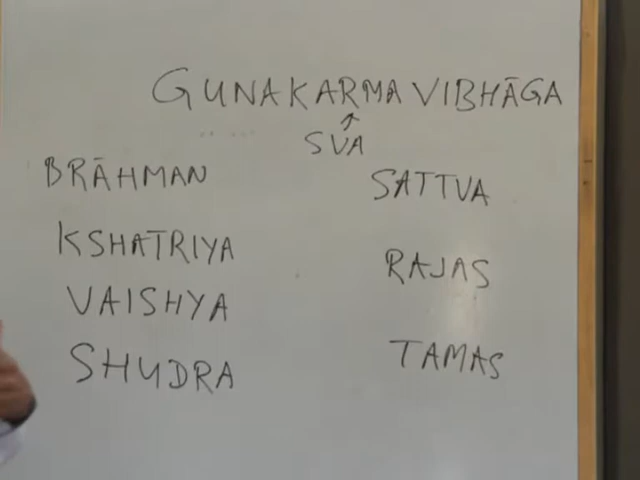 GUNAKARMA VIBHĀGA
↑
SVA
BRĀHMAN SATTVA
KSHATRIYA RAJAS
VAISHYA
SHUDRA TAMAS